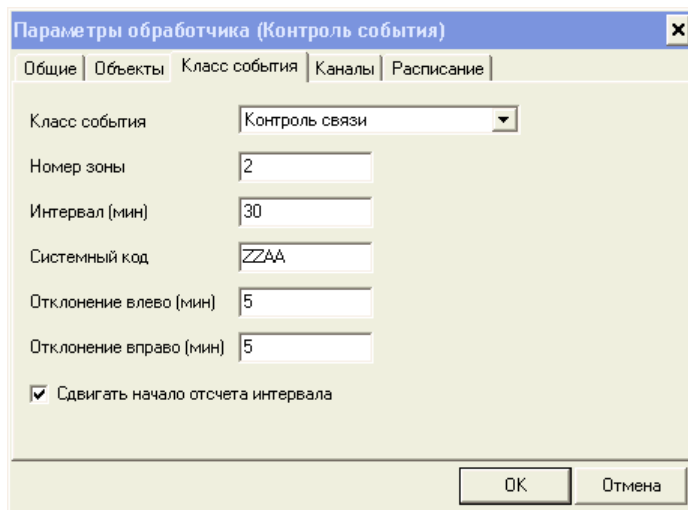 Параметры обработчика (Контроль события)
Общие Объекты Класс события Каналы Расписание
Класс события Контроль связи
Номер зоны 2
Интервал (мин) 30
Системный код ZZAA
Отклонение влево (мин) 5
Отклонение вправо (мин) 5
Сдвигать начало отсчета интервала
OK Отмена